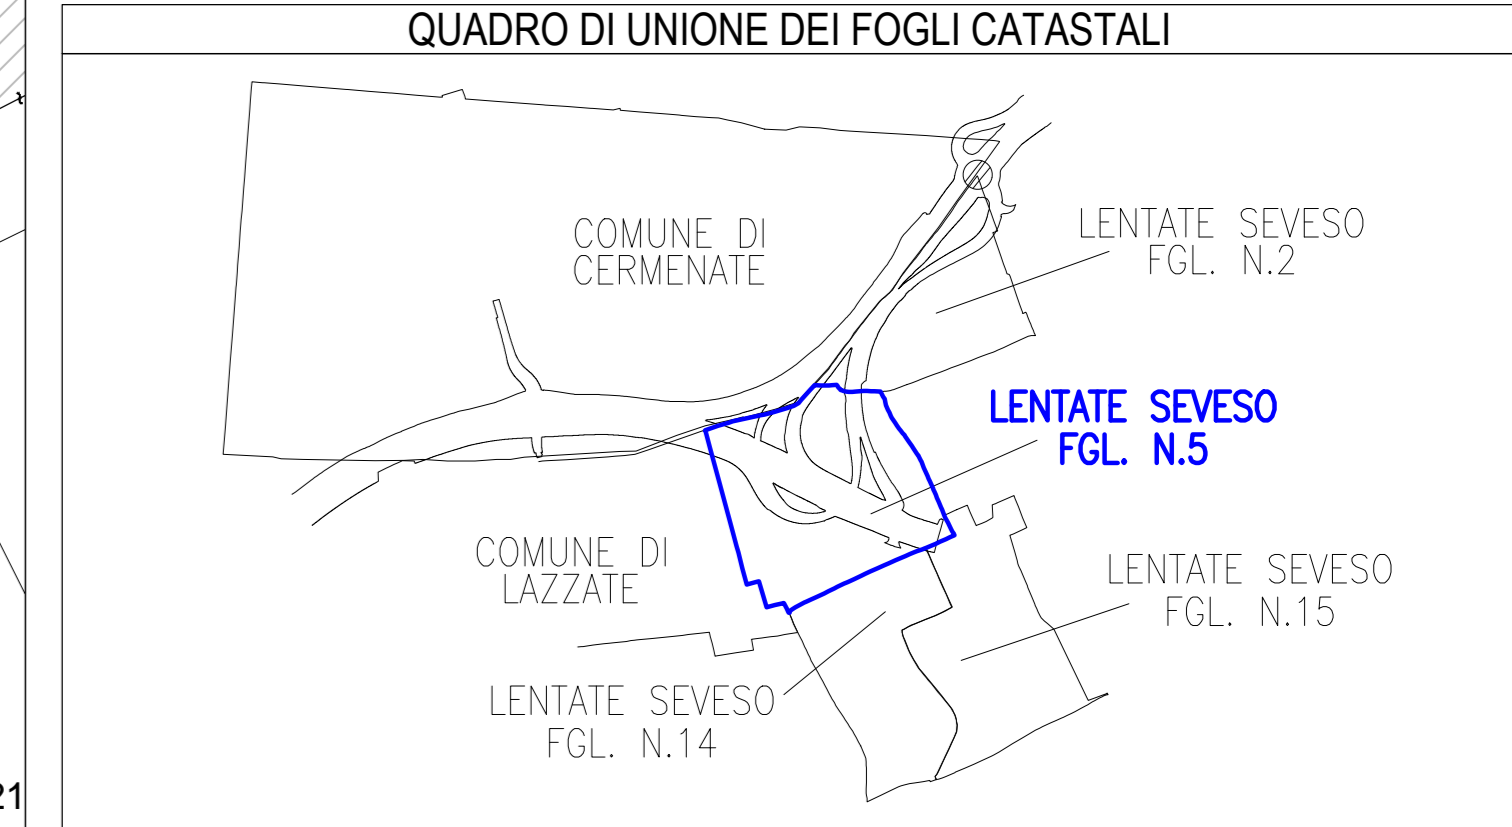 QUADRO DI UNIONE DEI FOGLI CATASTALI
COMUNE DI
CERMENATE
LENTATE SEVESO
FGL. N.2
LENTATE SEVESO
FGL. N.5
COMUNE DI
LAZZATE
LENTATE SEVESO
FGL. N.15
LENTATE SEVESO
FGL. N.14
21